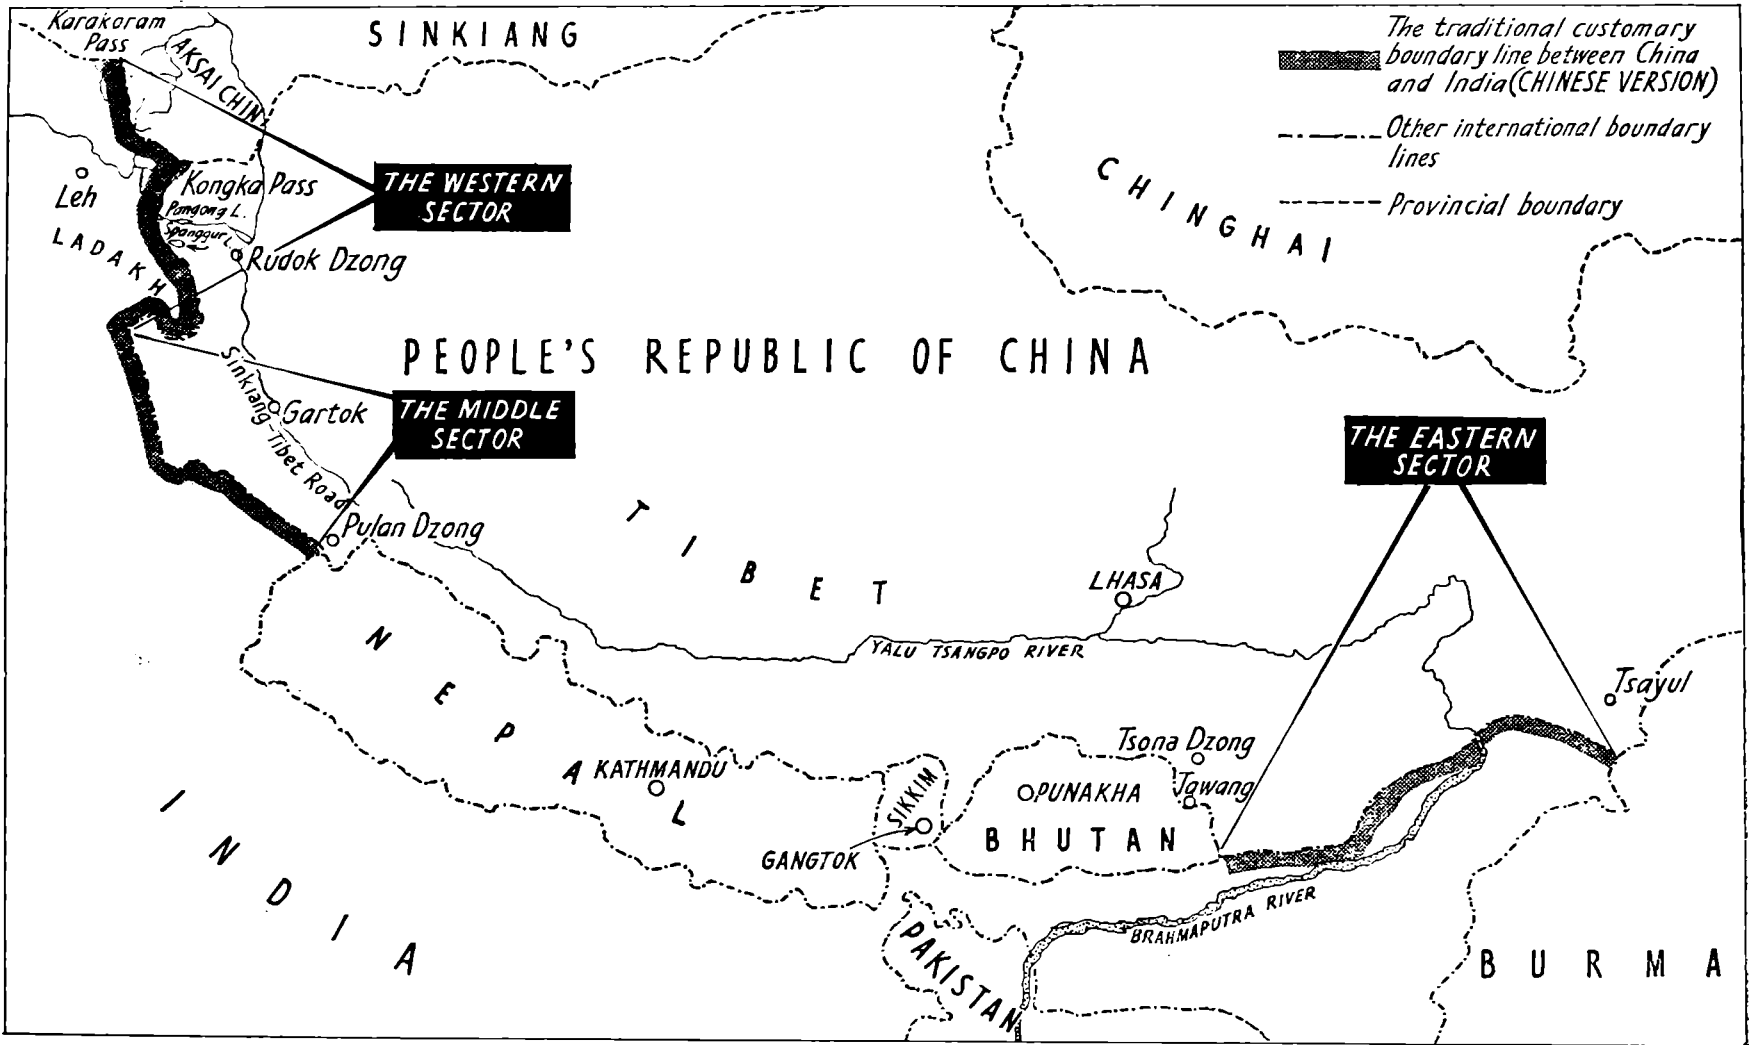 Karakoram
Pass
SINKIANG
AKSAI CHIN
The traditional customary
boundary line between China
and India (CHINESE VERSION)
Other international boundary
lines
Provincial boundary
CHINGHAI
THE WESTERN
SECTOR
Leh
Kongka Pass
Pangong L.
Spanggur L.
LADAKH
Rudok Dzong
PEOPLE'S REPUBLIC OF CHINA
Sinkiang-Tibet Road
Gartok
THE MIDDLE
SECTOR
THE EASTERN
SECTOR
Pulan Dzong
TIBET
LHASA
YALU TSANGPO RIVER
NEPAL
KATHMANDU
Tsayul
Tsona Dzong
Tawang
SIKKIM
PUNAKHA
BHUTAN
GANGTOK
INDIA
BRAHMAPUTRA RIVER
PAKISTAN
BURMA